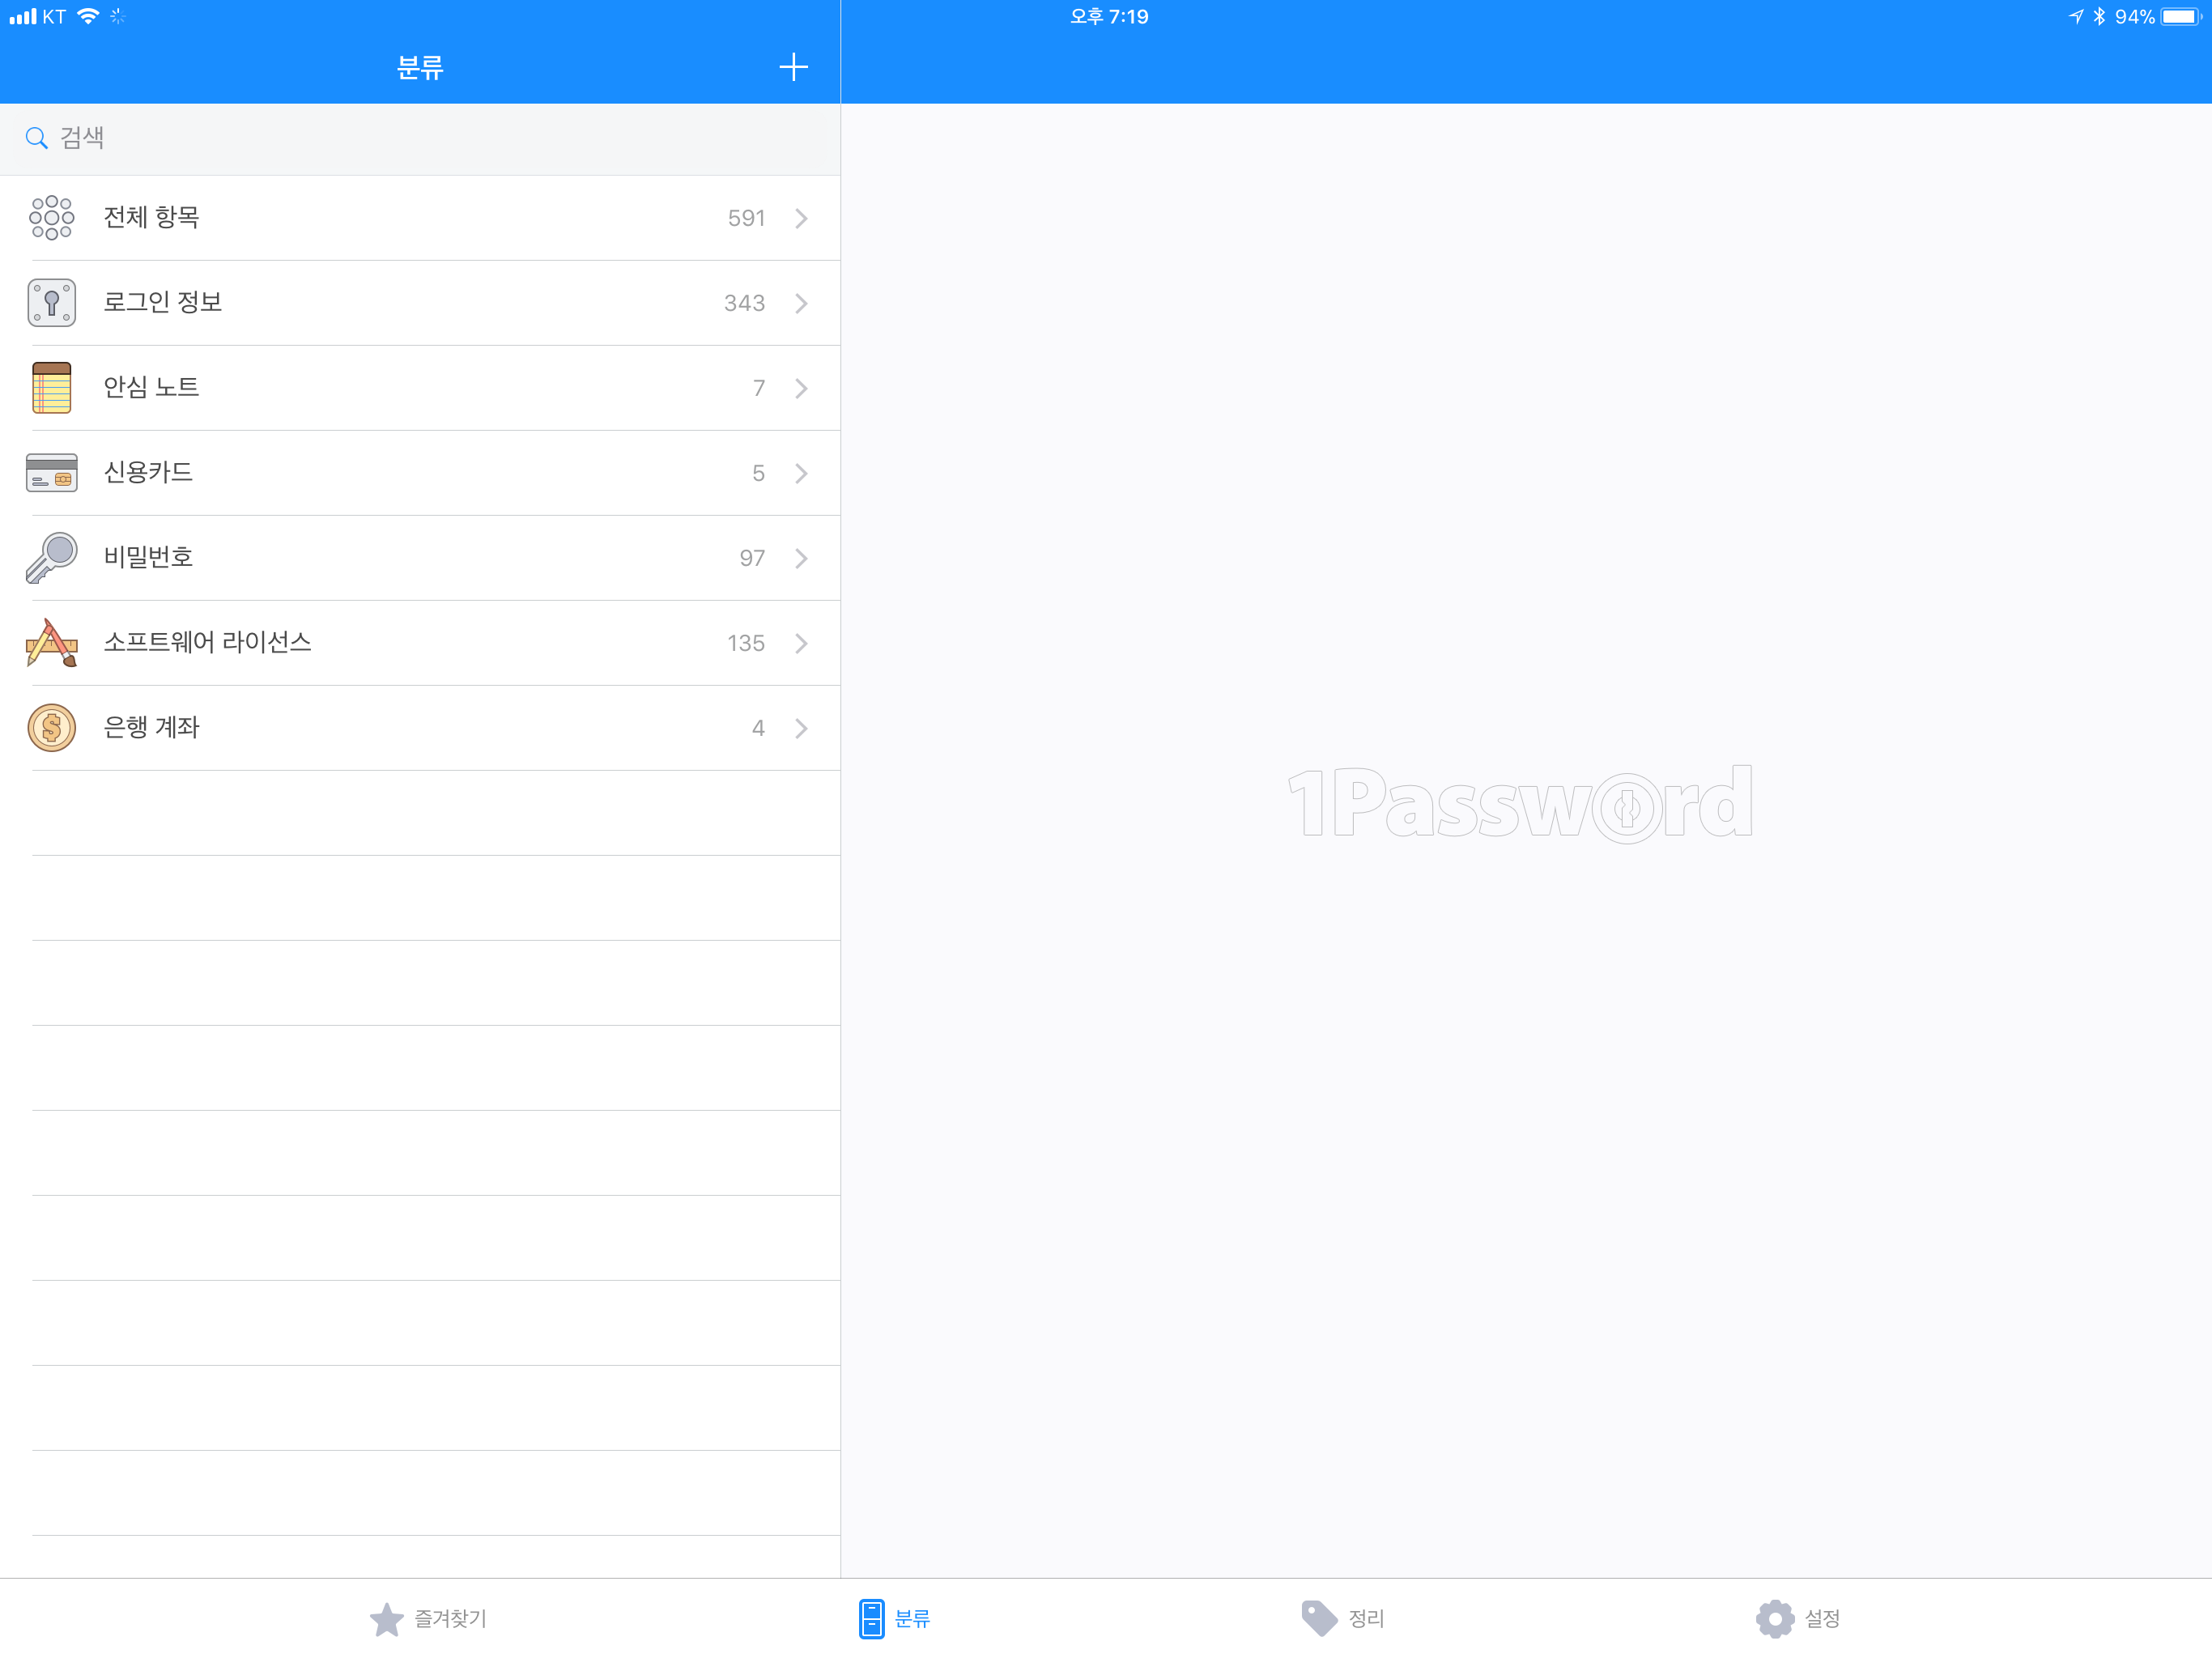 KT
오후 7:19
94%
분류
검색
전체 항목 591
로그인 정보 343
안심 노트 7
신용카드 5
비밀번호 97
소프트웨어 라이선스 135
은행 계좌 4
1Password
즐겨찾기
분류
정리
설정